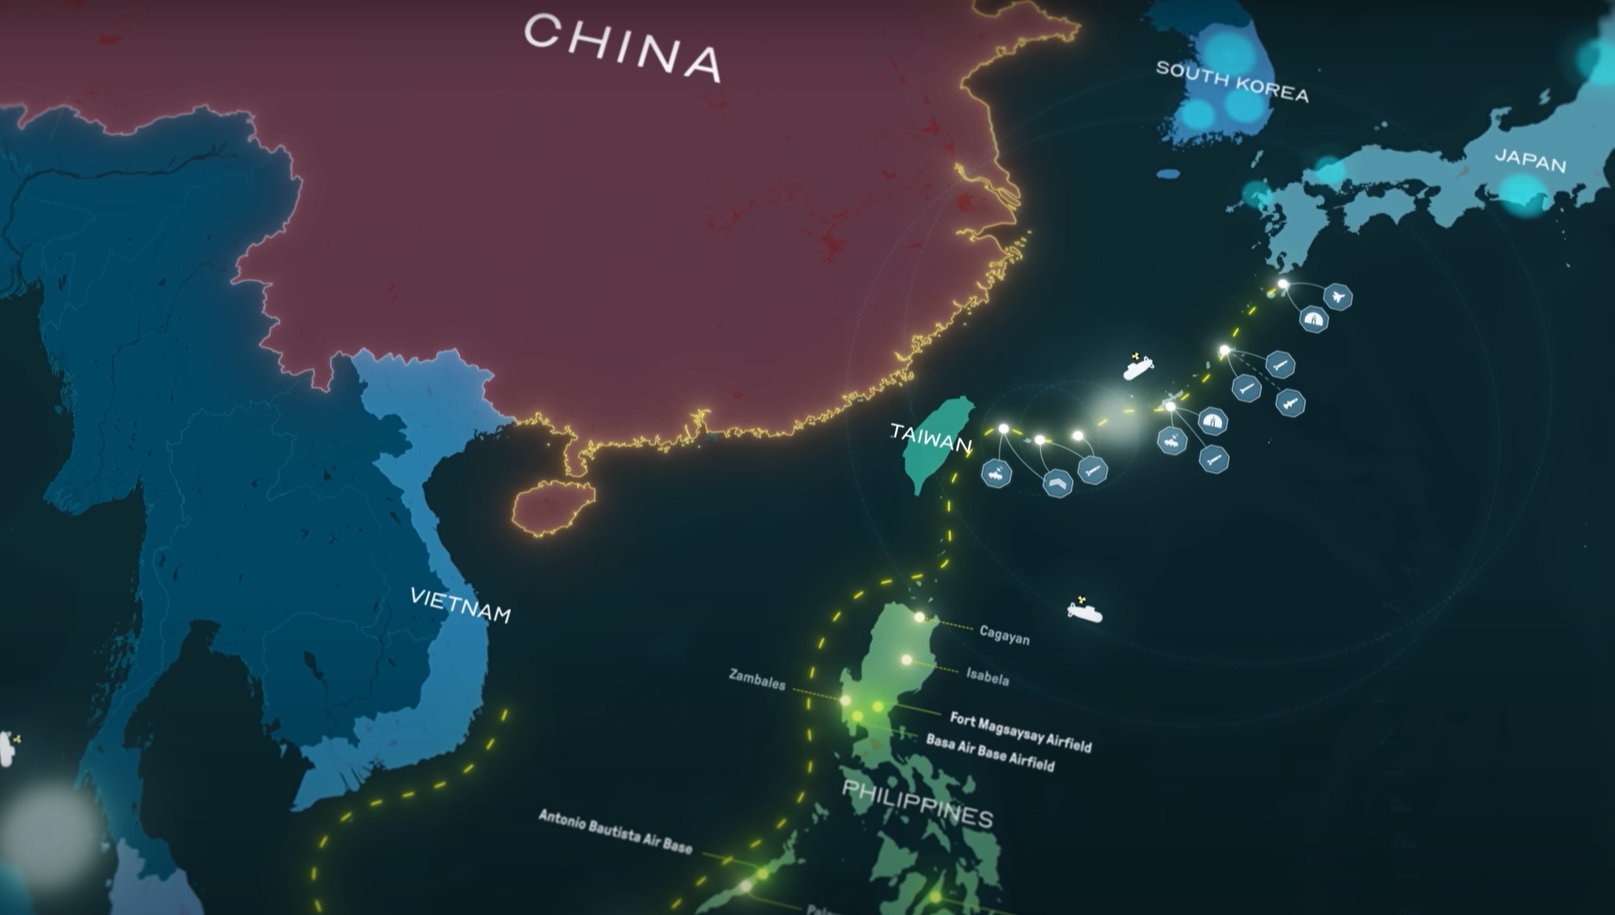 CHINA
SOUTH KOREA
JAPAN
TAIWAN
VIETNAM
Cagayan
Isabela
Zambales
Fort Magsaysay Airfield
Basa Air Base Airfield
PHILIPPINES
Antonio Bautista Air Base